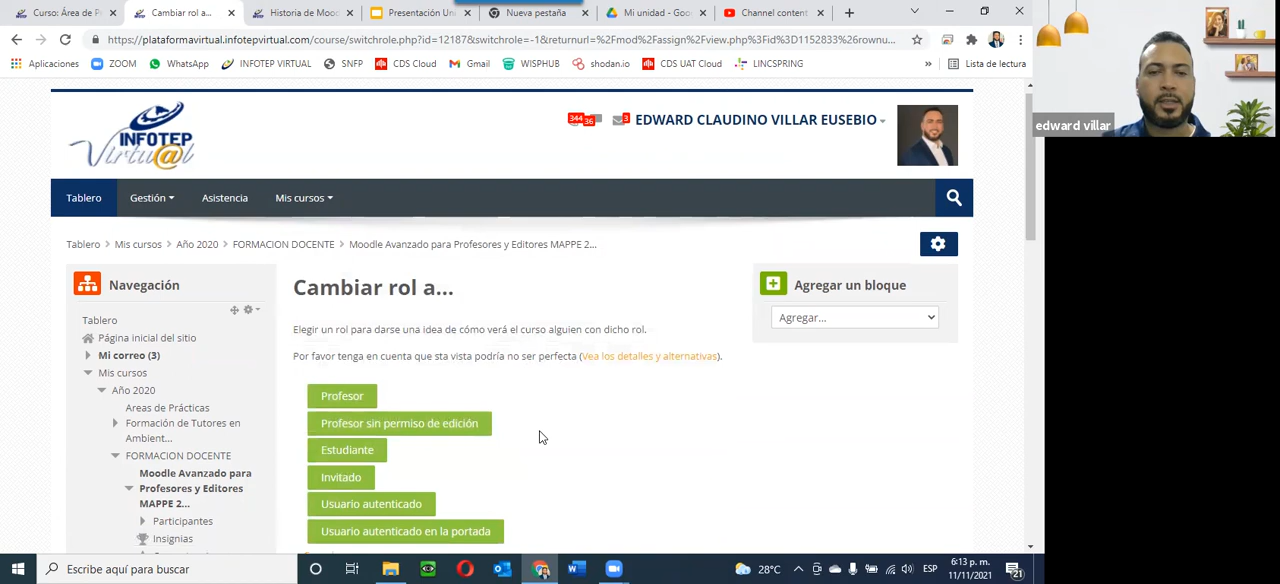 Curso: Área de P
Cambiar rol a...
Historia de Mood
Presentación Uni
Nueva pestaña
Mi unidad - Goo
Channel content
https://plataformavirtual.infotepvirtual.com/course/switchrole.php?id=12187&switchrole=-1&returnurl=%2Fmod%2Fassign%2Fview.php%3Fid%3D1152833%26rownu...
Aplicaciones
ZOOM
WhatsApp
INFOTEP VIRTUAL
SNFP
CDS Cloud
Gmail
WISPHUB
shodan.io
CDS UAT Cloud
LINCSPRING
»
Lista de lectura
edward villar
INFOTEP
Virtu@l
344 36
3
EDWARD CLAUDINO VILLAR EUSEBIO
Tablero
Gestión
Asistencia
Mis cursos
Tablero > Mis cursos > Año 2020 > FORMACION DOCENTE > Moodle Avanzado para Profesores y Editores MAPPE 2...
Navegación
Tablero
Página inicial del sitio
Mi correo (3)
Mis cursos
Año 2020
Areas de Prácticas
Formación de Tutores en
Ambient...
FORMACION DOCENTE
Moodle Avanzado para
Profesores y Editores
MAPPE 2...
Participantes
Insignias
Cambiar rol a...
Elegir un rol para darse una idea de cómo verá el curso alguien con dicho rol.
Por favor tenga en cuenta que sta vista podría no ser perfecta (Vea los detalles y alternativas).
Profesor
Profesor sin permiso de edición
Estudiante
Invitado
Usuario autenticado
Usuario autenticado en la portada
Agregar un bloque
Agregar...
Escribe aquí para buscar
28°C
ESP
6:13 p. m.
11/11/2021
21